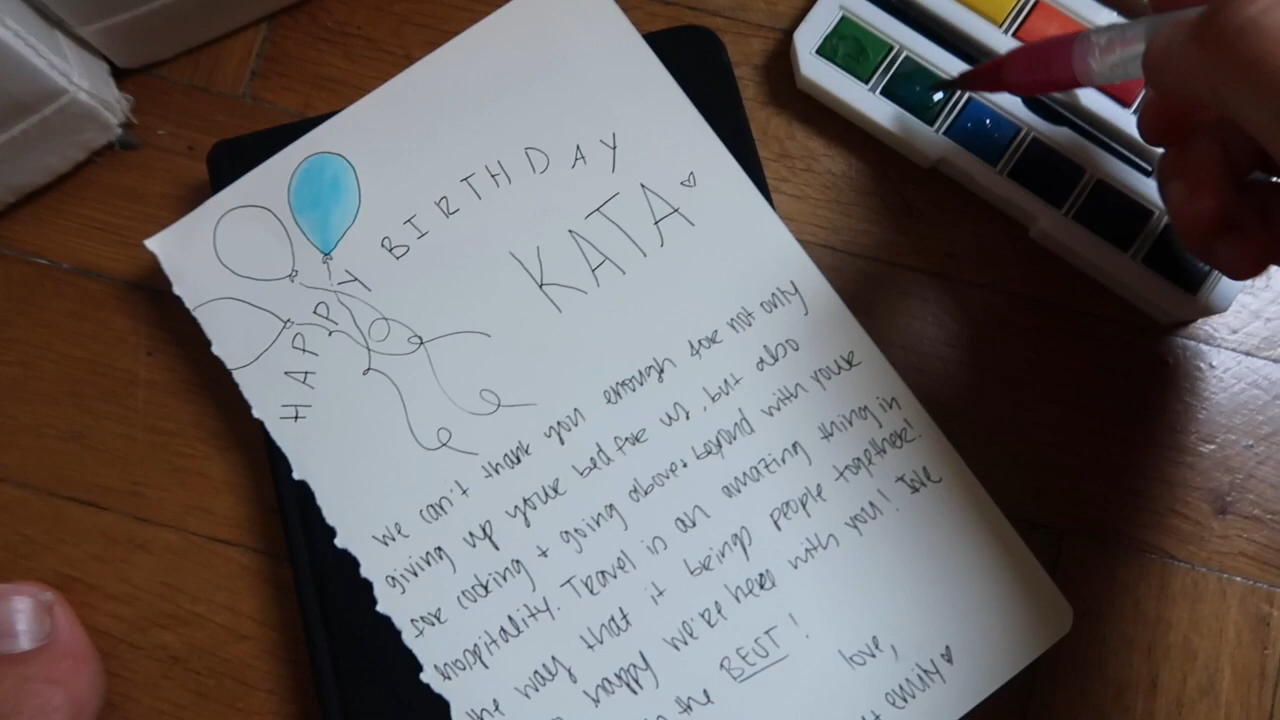 HAPPY BIRTHDAY
KATA
We can't thank you enough for not only
giving up your bed for us, but also
for cooking + going above + beyond with your
hospitality. Travel is an amazing thing in
the way that it brings people together!
happy we're here with you!
the BEST!
love,
emily